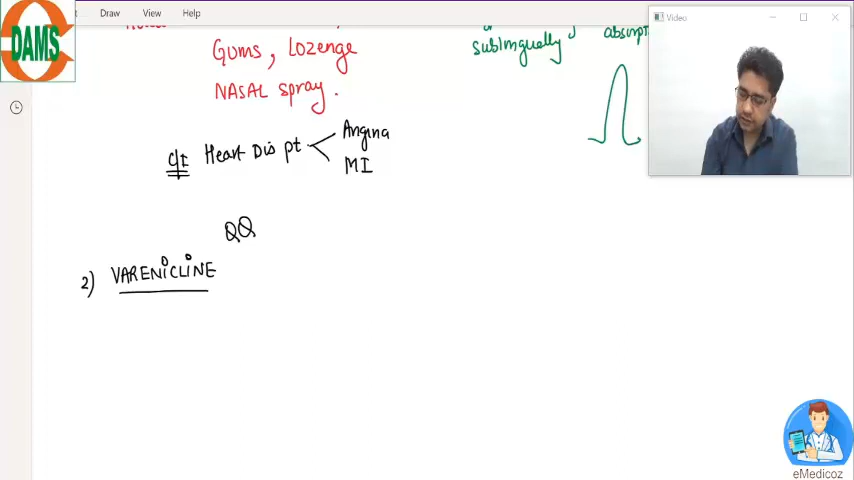 DAMS
Draw View Help
Video
Gums, Lozenge
sublingually
NASAL spray.
C/I Heart Dis pt
Angina
MI
QQ
2) VARENICLINE
eMedicoz